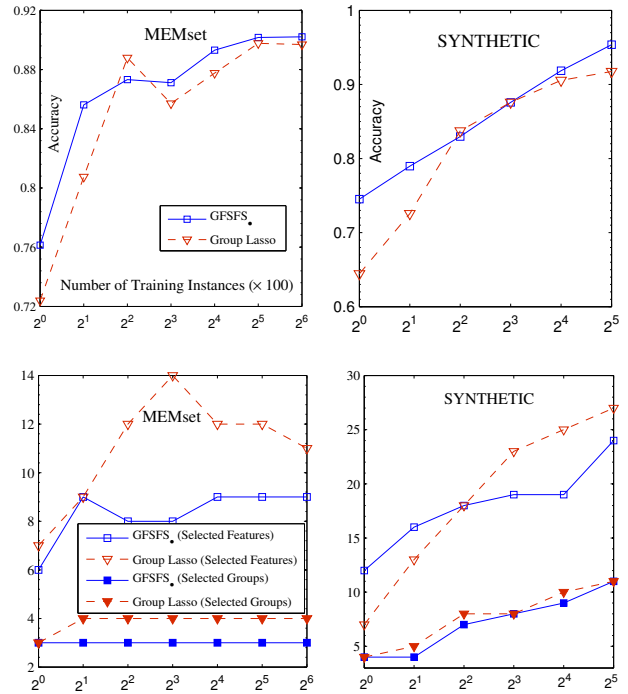 MEMset
0.92
0.88
0.84
0.8
0.76
0.72
Accuracy
GFSFS•
Group Lasso
Number of Training Instances (× 100)
2^0 2^1 2^2 2^3 2^4 2^5 2^6
SYNTHETIC
1
0.9
0.8
0.7
0.6
Accuracy
2^0 2^1 2^2 2^3 2^4 2^5
MEMset
14
12
10
8
6
4
2
GFSFS• (Selected Features)
Group Lasso (Selected Features)
GFSFS• (Selected Groups)
Group Lasso (Selected Groups)
2^0 2^1 2^2 2^3 2^4 2^5 2^6
SYNTHETIC
30
25
20
15
10
5
2^0 2^1 2^2 2^3 2^4 2^5